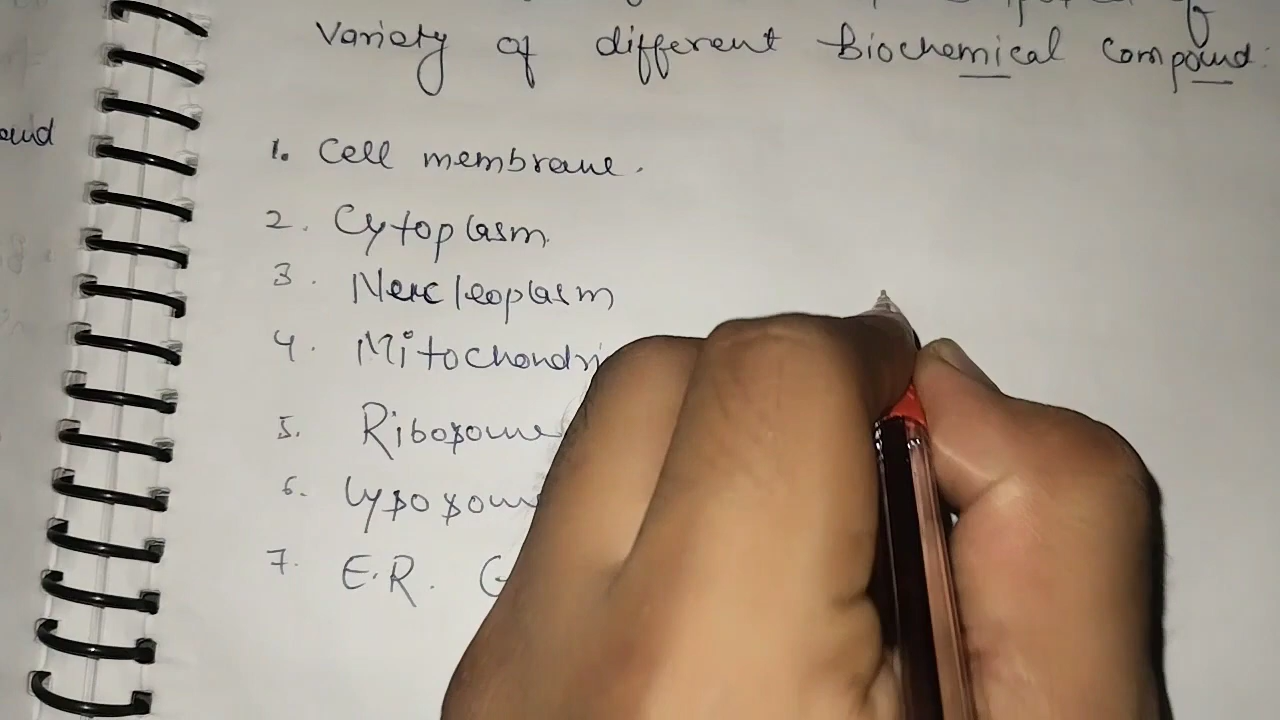 Variety of different Biochemical Compound:
ound
1. Cell membrane.
2. Cytoplasm
3. Neucleoplasm
4. Mitochondri
5. Ribosome
6. Lysosome
7. E.R. G